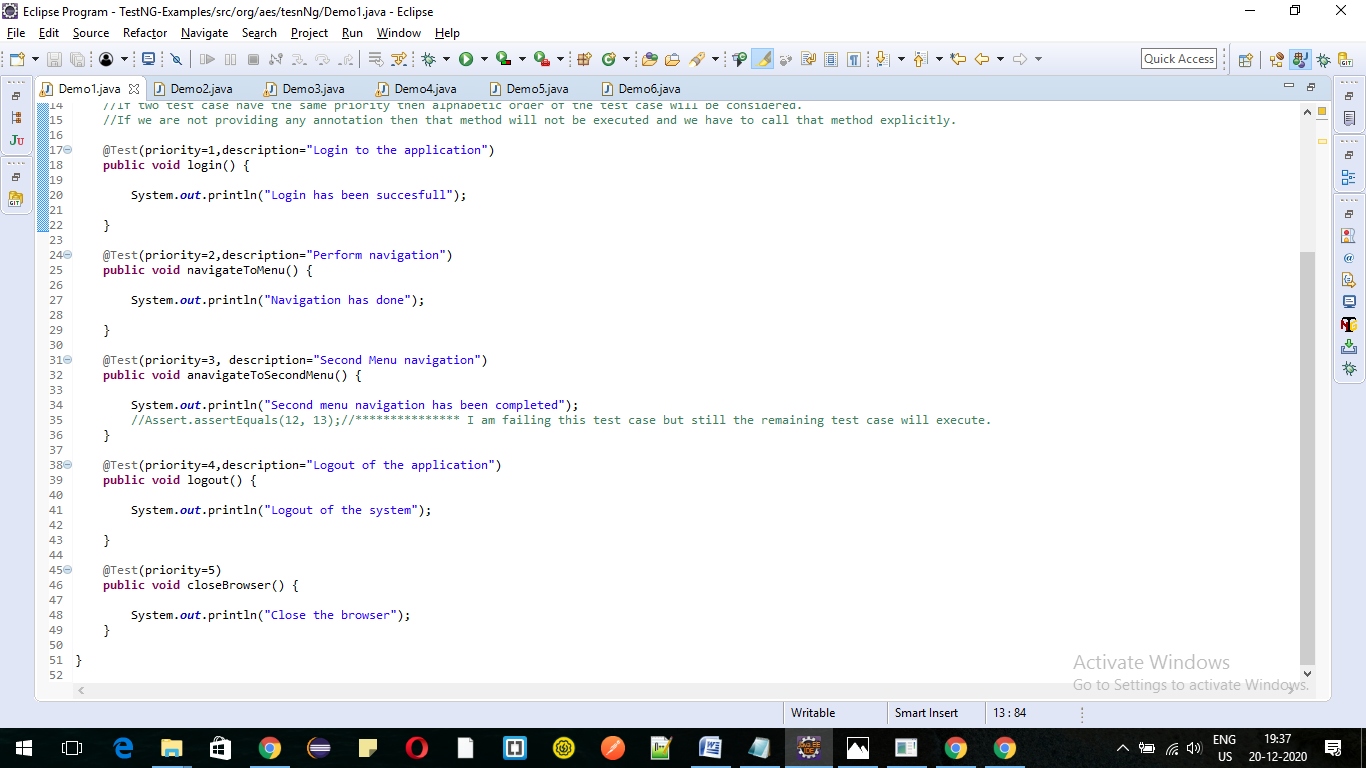 Eclipse Program - TestNG-Examples/src/org/aes/tesnNg/Demo1.java - Eclipse
File Edit Source Refactor Navigate Search Project Run Window Help
Quick Access
Demo1.java Demo2.java Demo3.java Demo4.java Demo5.java Demo6.java
14 //If two test case have the same priority then alphabetic order of the test case will be considered.
15 //If we are not providing any annotation then that method will not be executed and we have to call that method explicitly.
16
17 @Test(priority=1,description="Login to the application")
18 public void login() {
19
20 System.out.println("Login has been succesfull");
21
22 }
23
24 @Test(priority=2,description="Perform navigation")
25 public void navigateToMenu() {
26
27 System.out.println("Navigation has done");
28
29 }
30
31 @Test(priority=3, description="Second Menu navigation")
32 public void anavigateToSecondMenu() {
33
34 System.out.println("Second menu navigation has been completed");
35 //Assert.assertEquals(12, 13);//*************** I am failing this test case but still the remaining test case will execute.
36 }
37
38 @Test(priority=4,description="Logout of the application")
39 public void logout() {
40
41 System.out.println("Logout of the system");
42
43 }
44
45 @Test(priority=5)
46 public void closeBrowser() {
47
48 System.out.println("Close the browser");
49 }
50
51 }
52
Activate Windows
Go to Settings to activate Windows.
Writable Smart Insert 13 : 84
ENG 19:37
US 20-12-2020